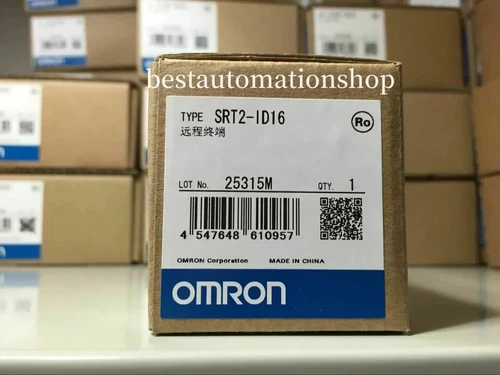 bestautomationshop
TYPE SRT2-ID16
远程终端
Ro
LOT No. 25315M QTY. 1
4 547648 610957
OMRON Corporation MADE IN CHINA
OMRON